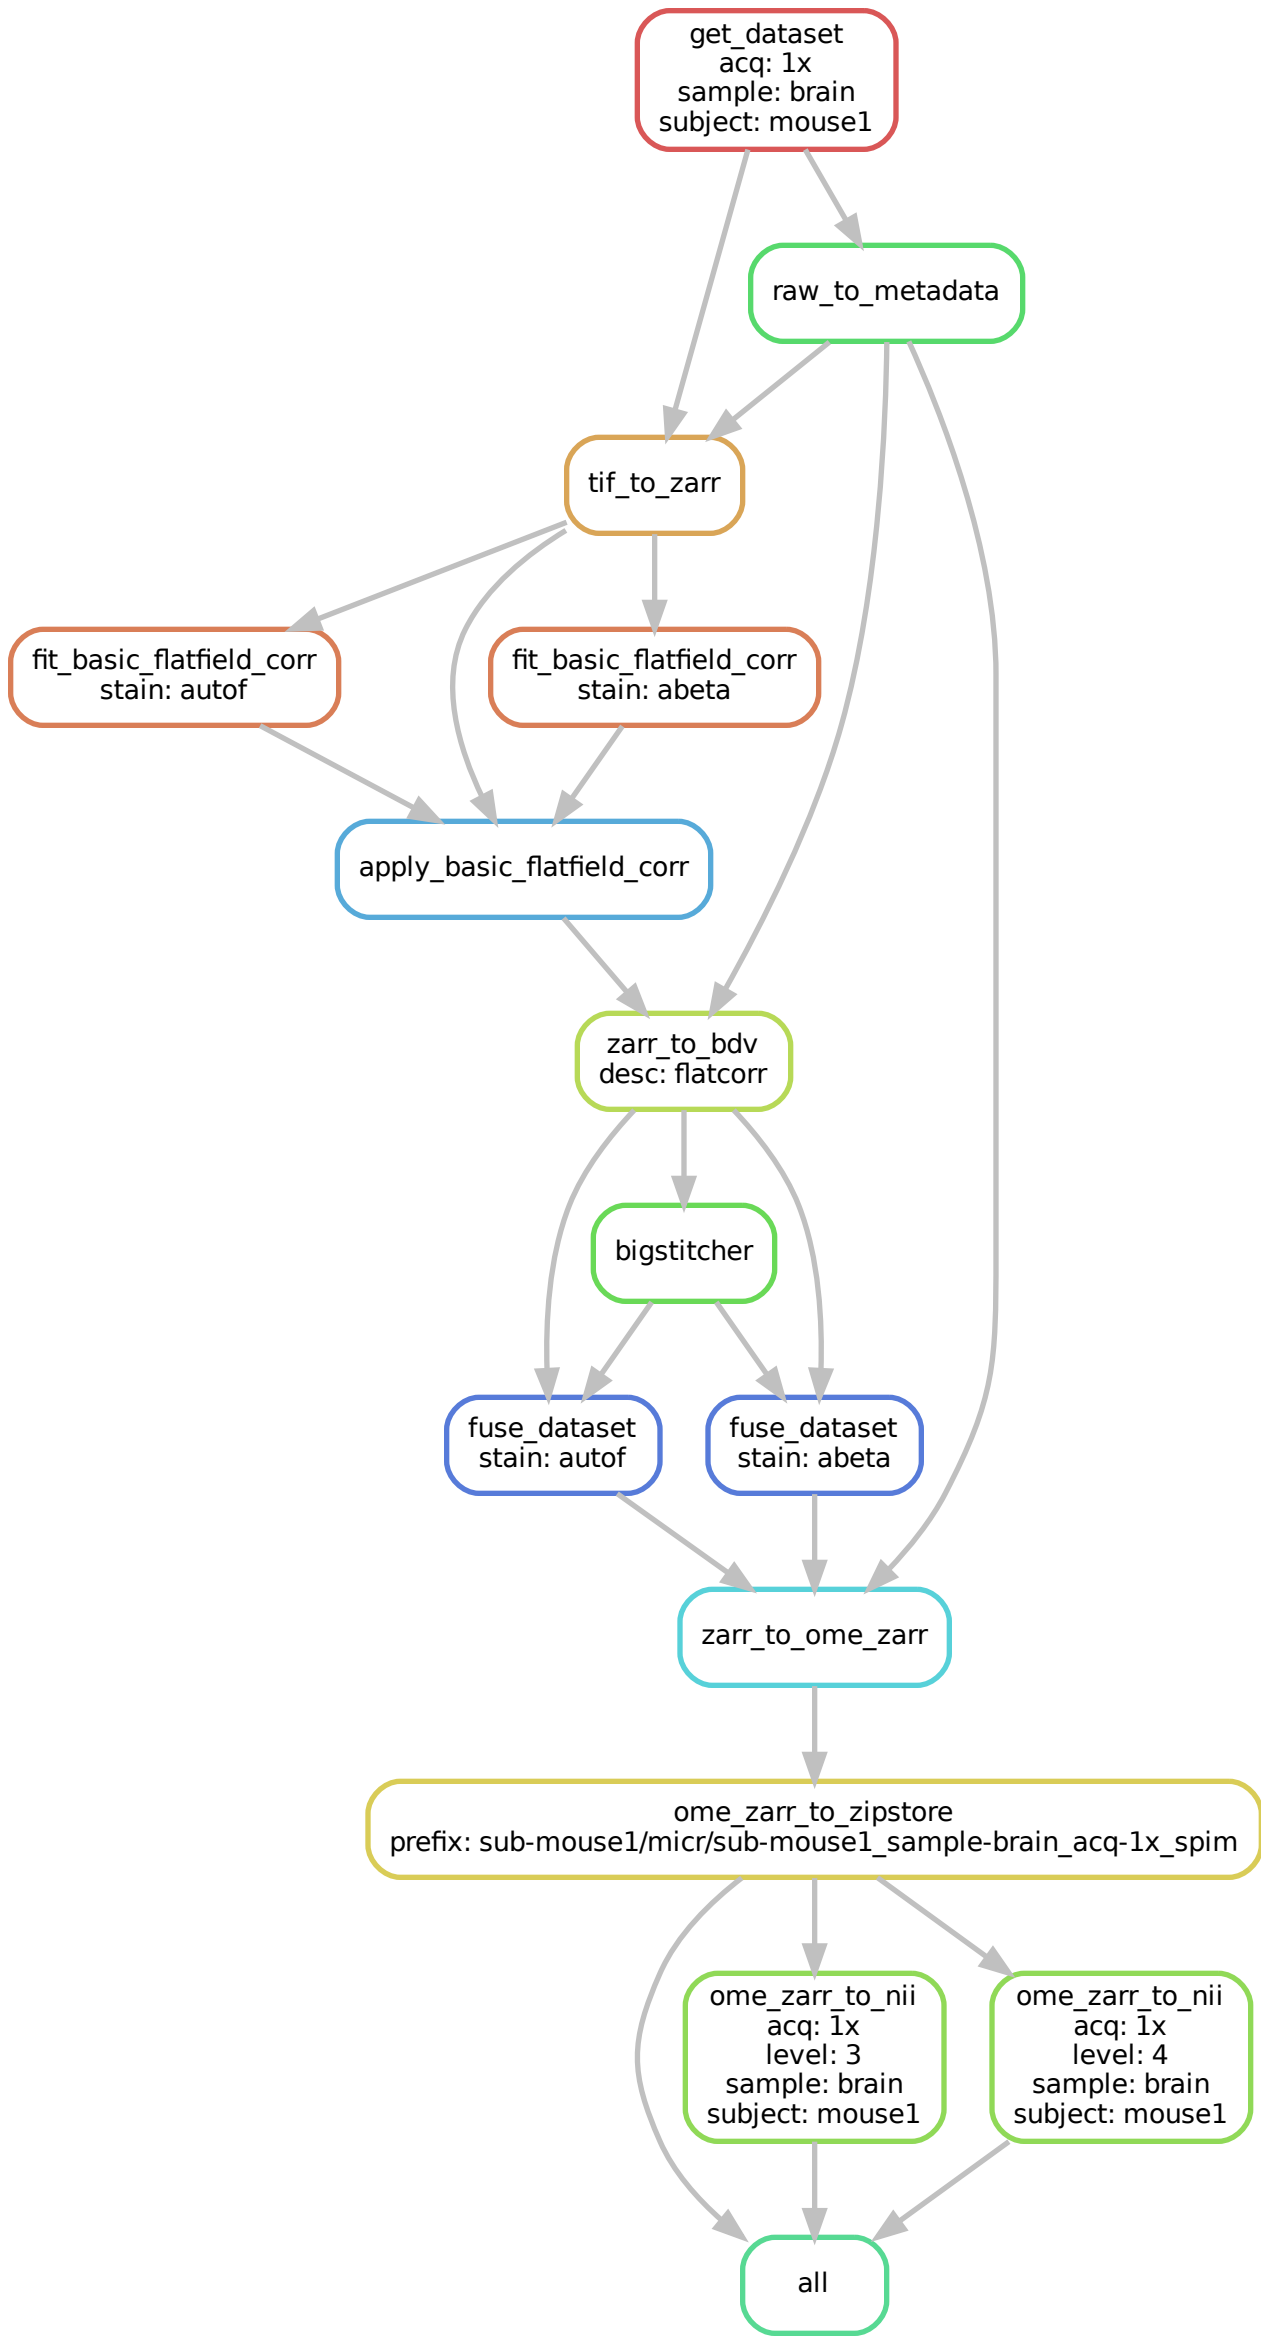 get_dataset
acq: 1x
sample: brain
subject: mouse1
raw_to_metadata
tif_to_zarr
fit_basic_flatfield_corr
stain: autof
fit_basic_flatfield_corr
stain: abeta
apply_basic_flatfield_corr
zarr_to_bdv
desc: flatcorr
bigstitcher
fuse_dataset
stain: autof
fuse_dataset
stain: abeta
zarr_to_ome_zarr
ome_zarr_to_zipstore
prefix: sub-mouse1/micr/sub-mouse1_sample-brain_acq-1x_spim
ome_zarr_to_nii
acq: 1x
level: 3
sample: brain
subject: mouse1
ome_zarr_to_nii
acq: 1x
level: 4
sample: brain
subject: mouse1
all